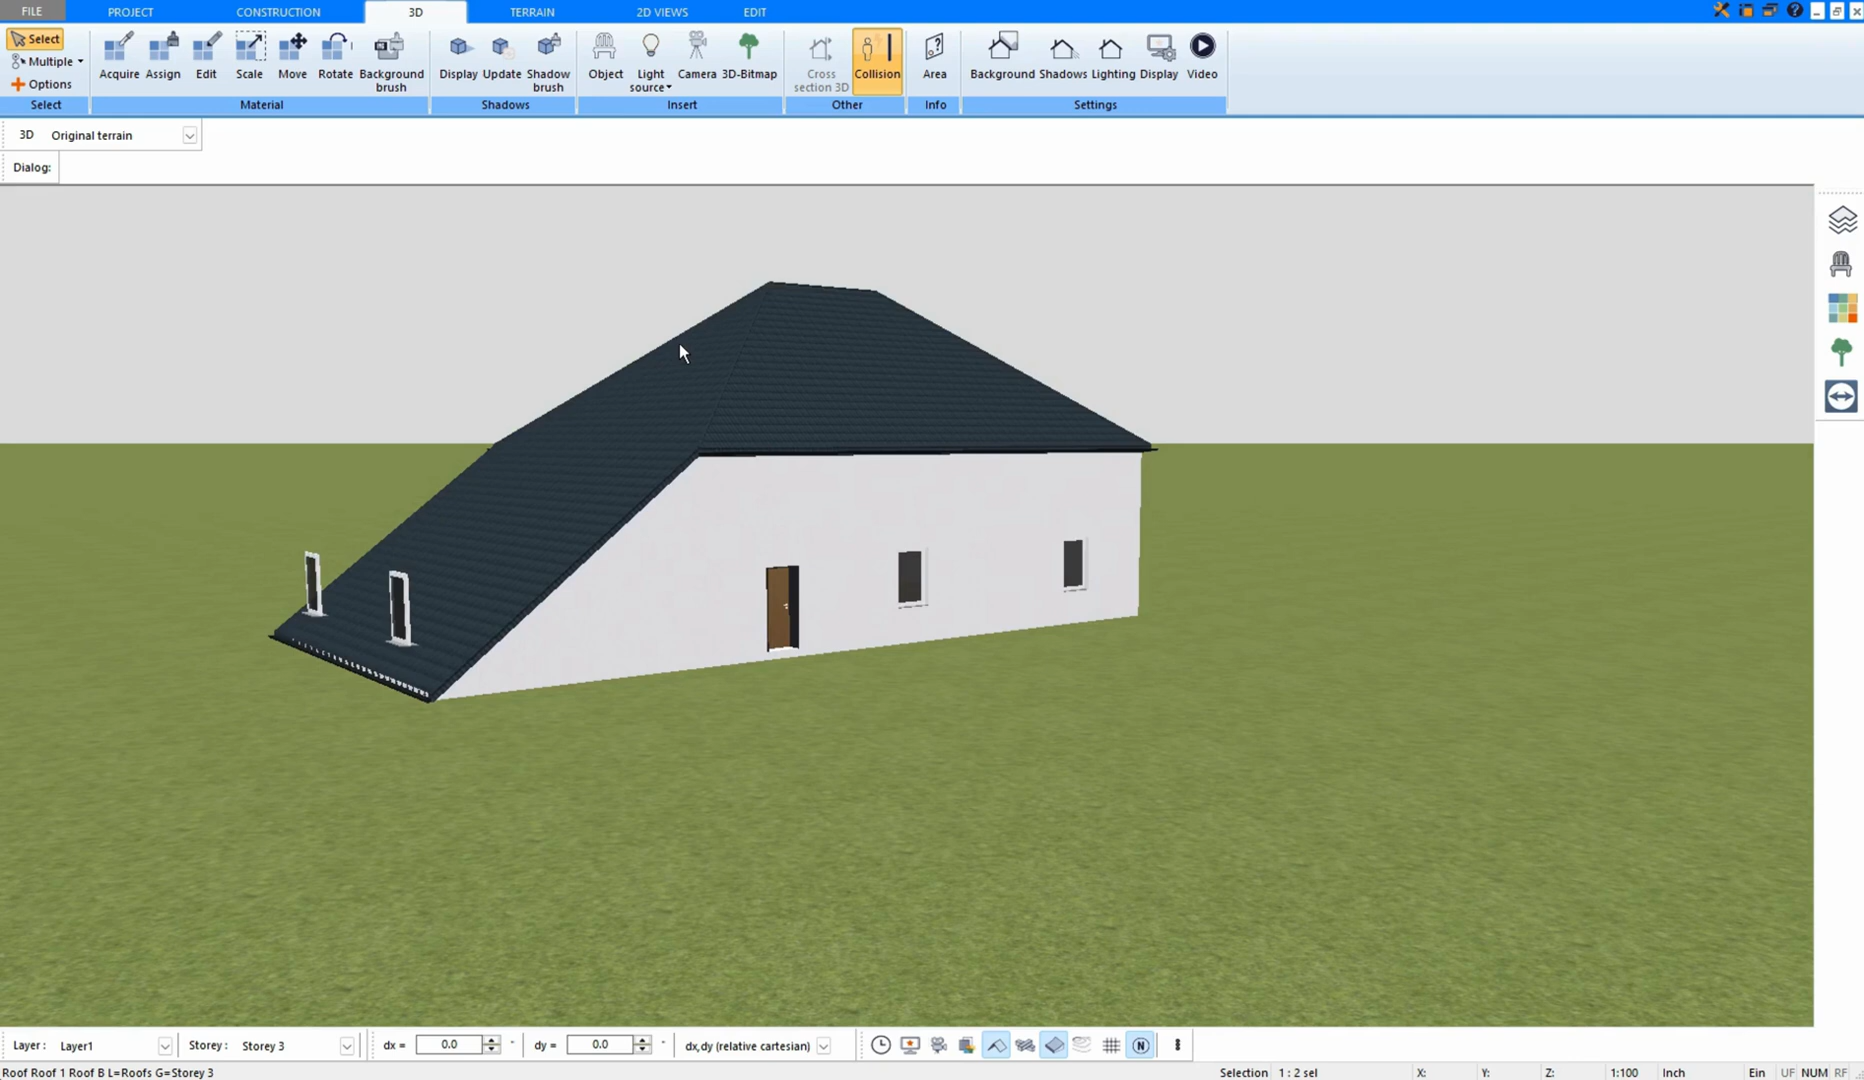 FILE PROJECT CONSTRUCTION 3D TERRAIN 2D VIEWS EDIT
Select
Multiple
Options
Select
Acquire Assign Edit Scale Move Rotate Background brush
Material
Display Update Shadow brush
Shadows
Object Light source Camera 3D-Bitmap
Insert
Cross section 3D Collision
Other
Area
Info
Background Shadows Lighting Display Video
Settings
3D Original terrain
Dialog:
Layer : Layer1 Storey : Storey 3 dx = 0.0 " dy = 0.0 " dx,dy (relative cartesian) N
Roof Roof 1 Roof B L=Roofs G=Storey 3 Selection 1 : 2 sel X: Y: Z: 1:100 Inch Ein UF NUM RF